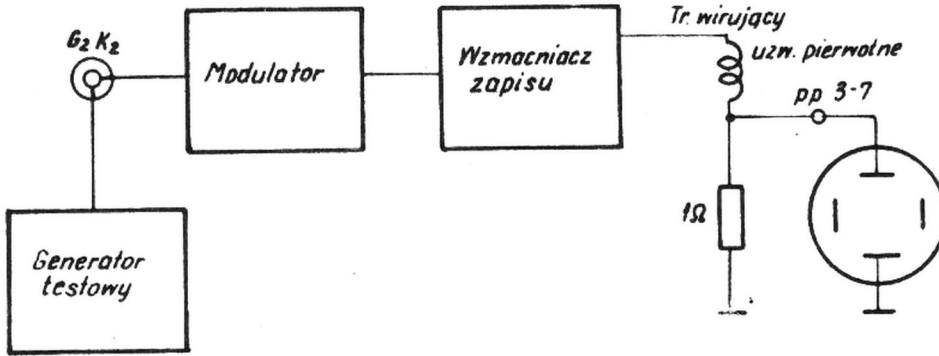 G2 K2
Modulator
Wzmacniacz
zapisu
Tr. wirujący
uzw. pierwotne
pp 3-7
1Ω
Generator
testowy